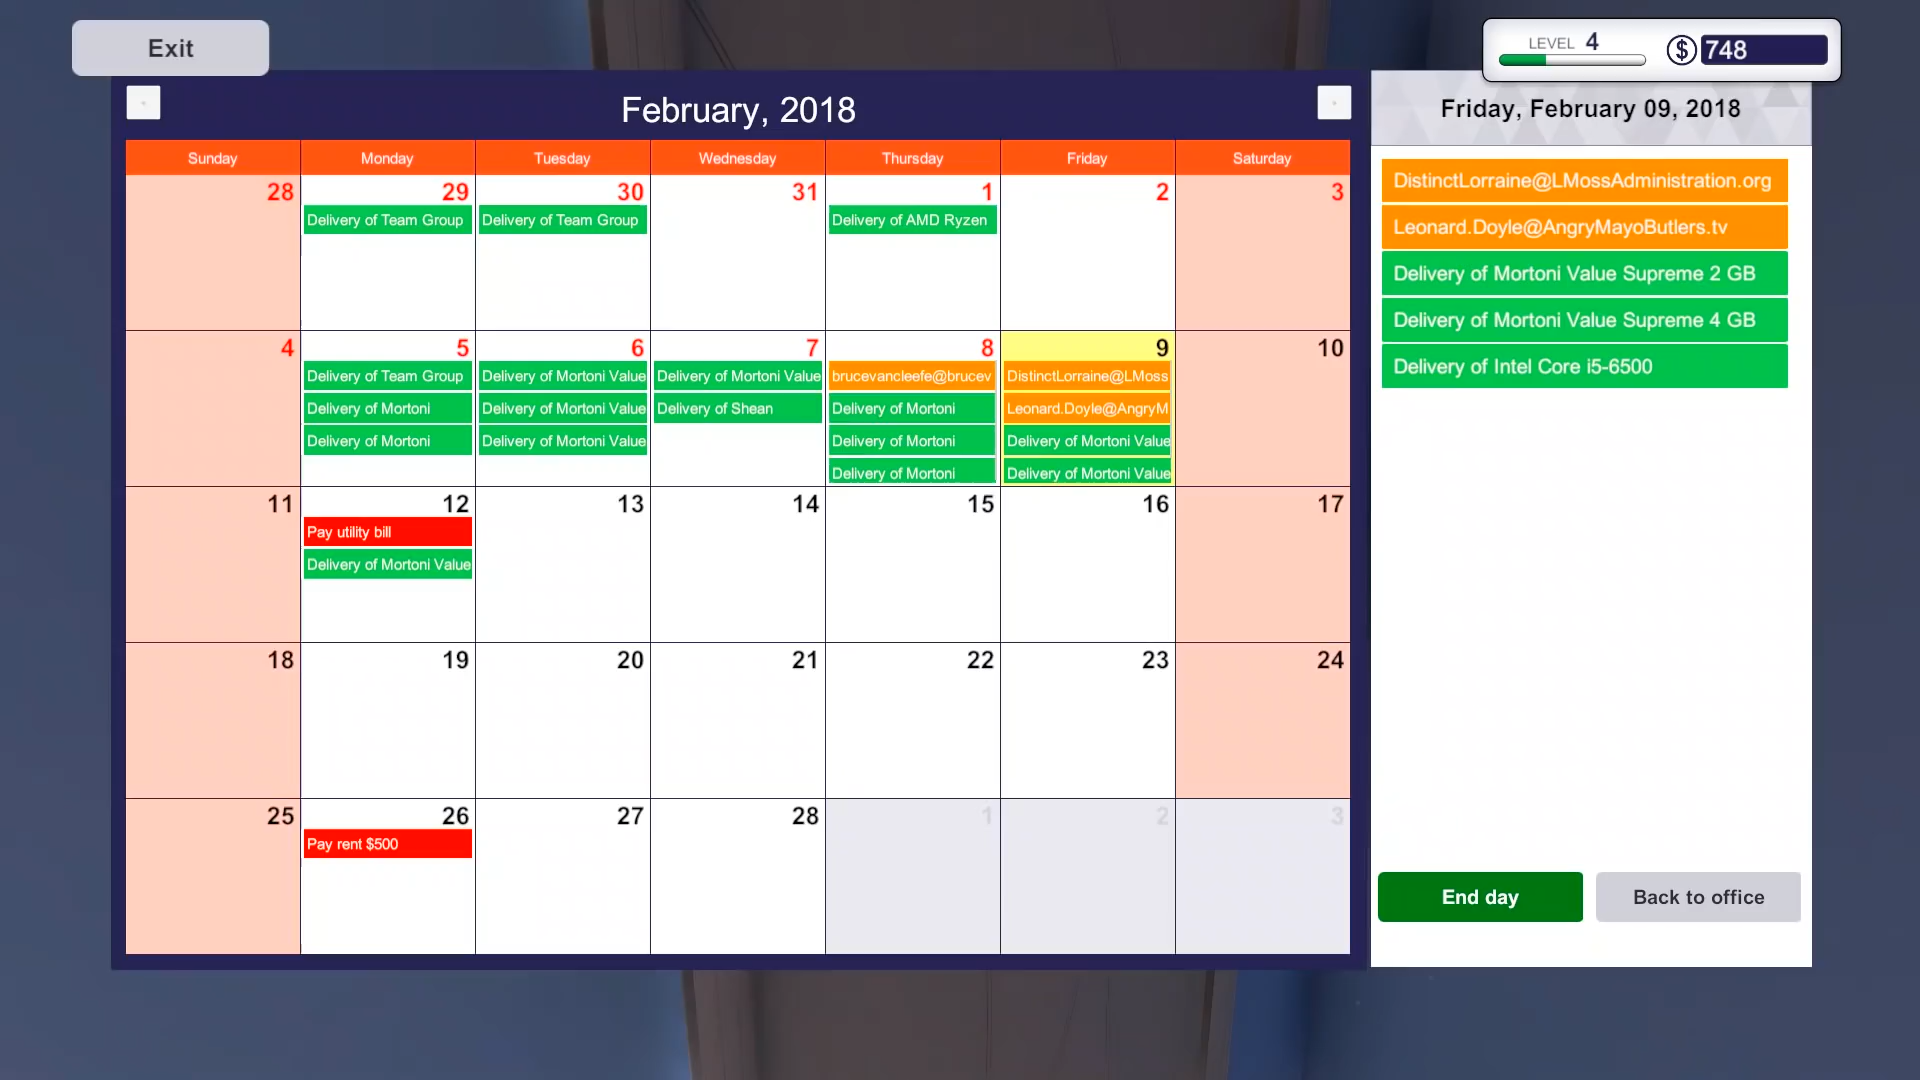 Exit
LEVEL 4
$ 748
February, 2018
Sunday Monday Tuesday Wednesday Thursday Friday Saturday
28 29 30 31 1 2 3
Delivery of Team Group
Delivery of Team Group
Delivery of AMD Ryzen
4 5 6 7 8 9 10
Delivery of Team Group
Delivery of Mortoni
Delivery of Mortoni
Delivery of Mortoni Value
Delivery of Mortoni Value
Delivery of Mortoni Value
Delivery of Mortoni Value
Delivery of Shean
brucevancleefe@brucev
Delivery of Mortoni
Delivery of Mortoni
Delivery of Mortoni
DistinctLorraine@LMoss
Leonard.Doyle@AngryM
Delivery of Mortoni Value
Delivery of Mortoni Value
11 12 13 14 15 16 17
Pay utility bill
Delivery of Mortoni Value
18 19 20 21 22 23 24
25 26 27 28 1 2 3
Pay rent $500
Friday, February 09, 2018
DistinctLorraine@LMossAdministration.org
Leonard.Doyle@AngryMayoButlers.tv
Delivery of Mortoni Value Supreme 2 GB
Delivery of Mortoni Value Supreme 4 GB
Delivery of Intel Core i5-6500
End day
Back to office